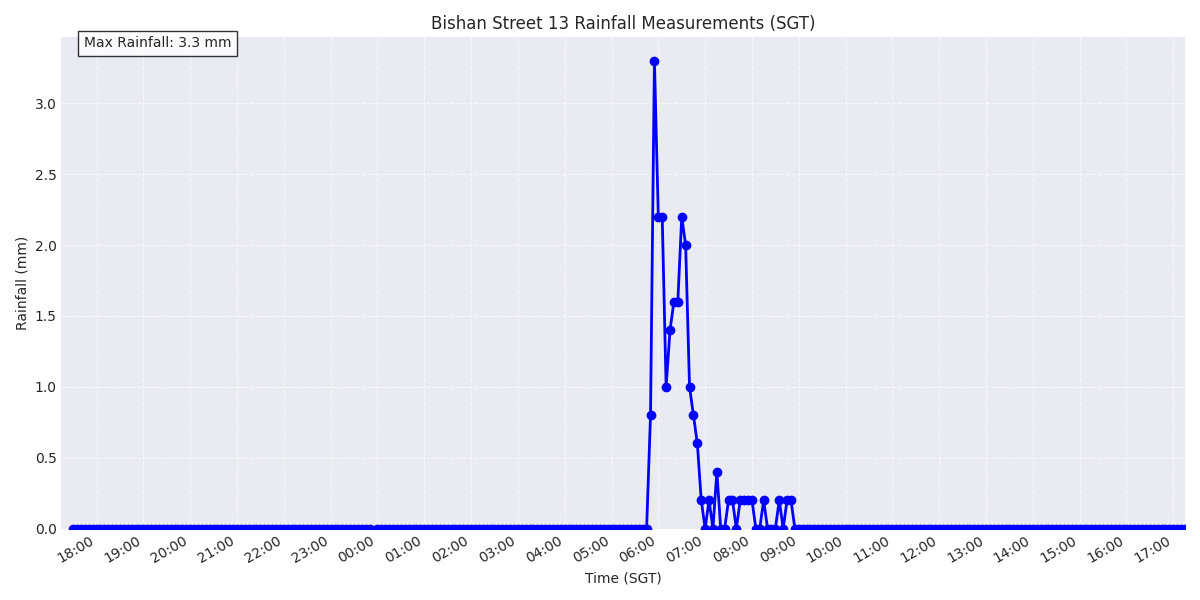 Bishan Street 13 Rainfall Measurements (SGT)
Max Rainfall: 3.3 mm
Rainfall (mm)
3.0
2.5
2.0
1.5
1.0
0.5
0.0
18:00 19:00 20:00 21:00 22:00 23:00 00:00 01:00 02:00 03:00 04:00 05:00 06:00 07:00 08:00 09:00 10:00 11:00 12:00 13:00 14:00 15:00 16:00 17:00
Time (SGT)